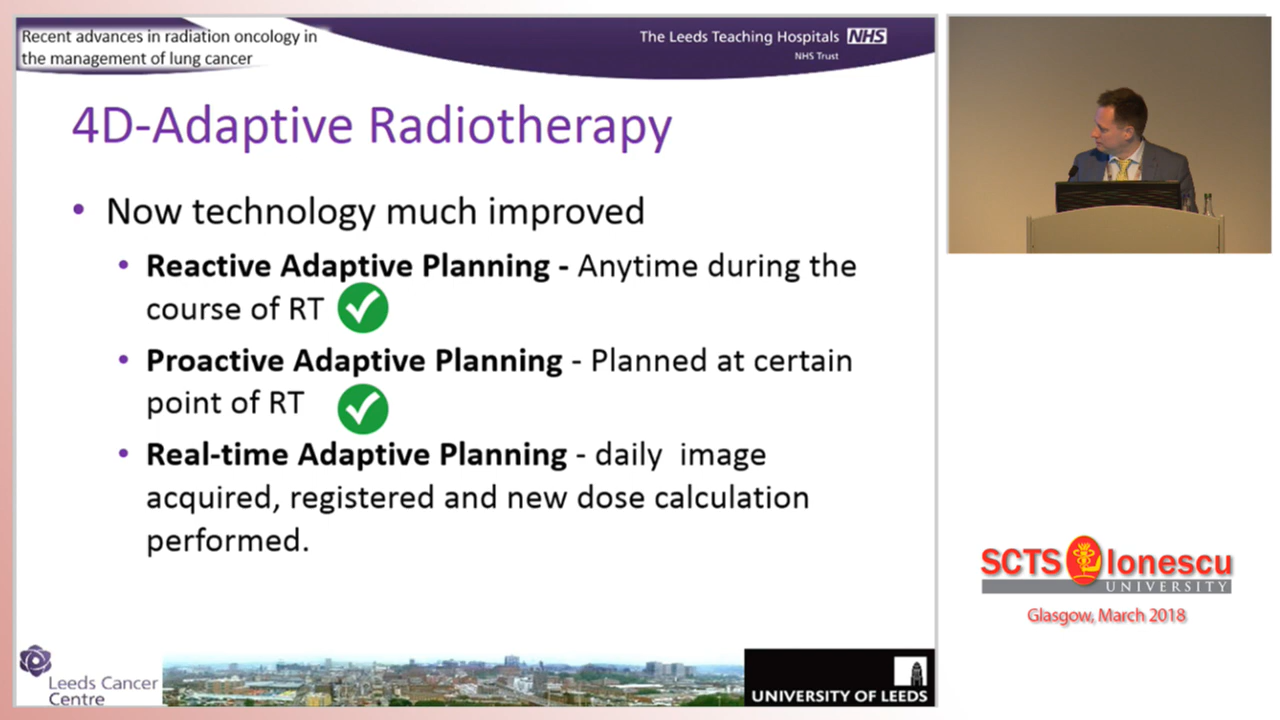 Recent advances in radiation oncology in
the management of lung cancer
The Leeds Teaching Hospitals NHS
NHS Trust
4D-Adaptive Radiotherapy
• Now technology much improved
• Reactive Adaptive Planning - Anytime during the
course of RT
• Proactive Adaptive Planning - Planned at certain
point of RT
• Real-time Adaptive Planning - daily image
acquired, registered and new dose calculation
performed.
SCTS Ionescu
UNIVERSITY
Glasgow, March 2018
Leeds Cancer
Centre
UNIVERSITY OF LEEDS